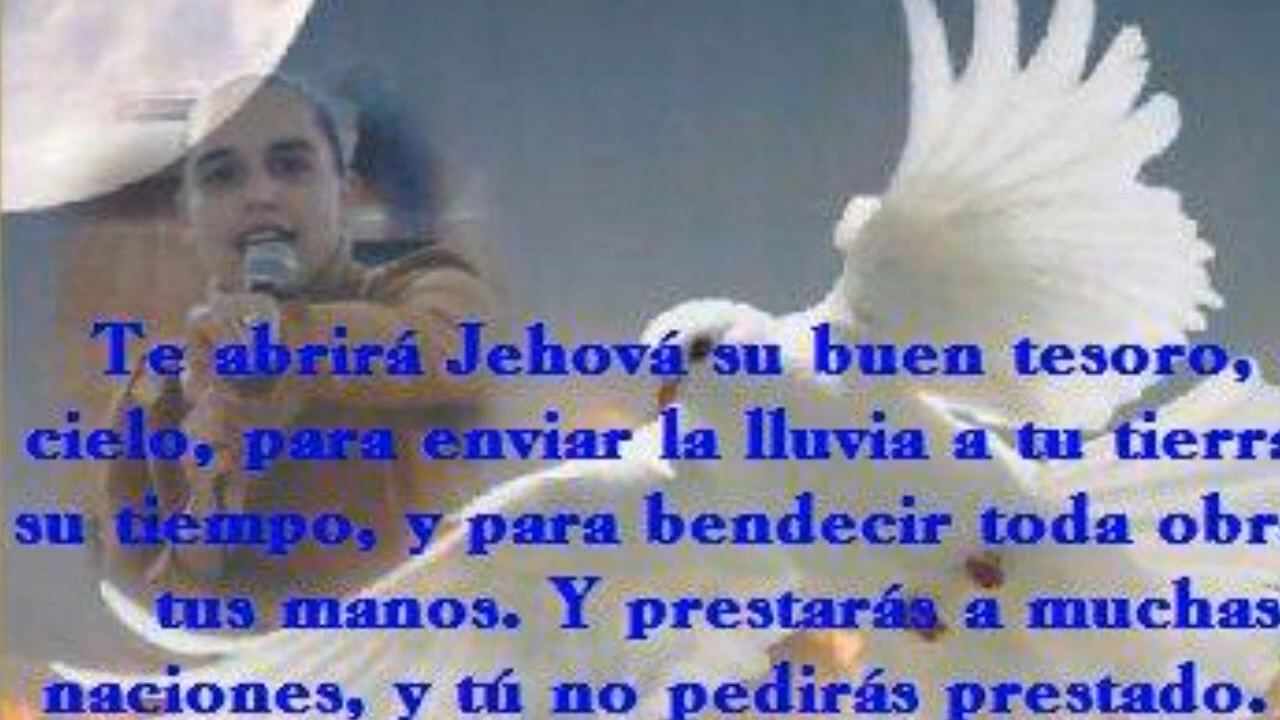 Te abrirá Jehová su buen tesoro,
cielo, para enviar la lluvia a tu
su tiempo, y para bendecir toda
tus manos. Y prestarás a muchas
naciones, y tú no pedirás prestado.